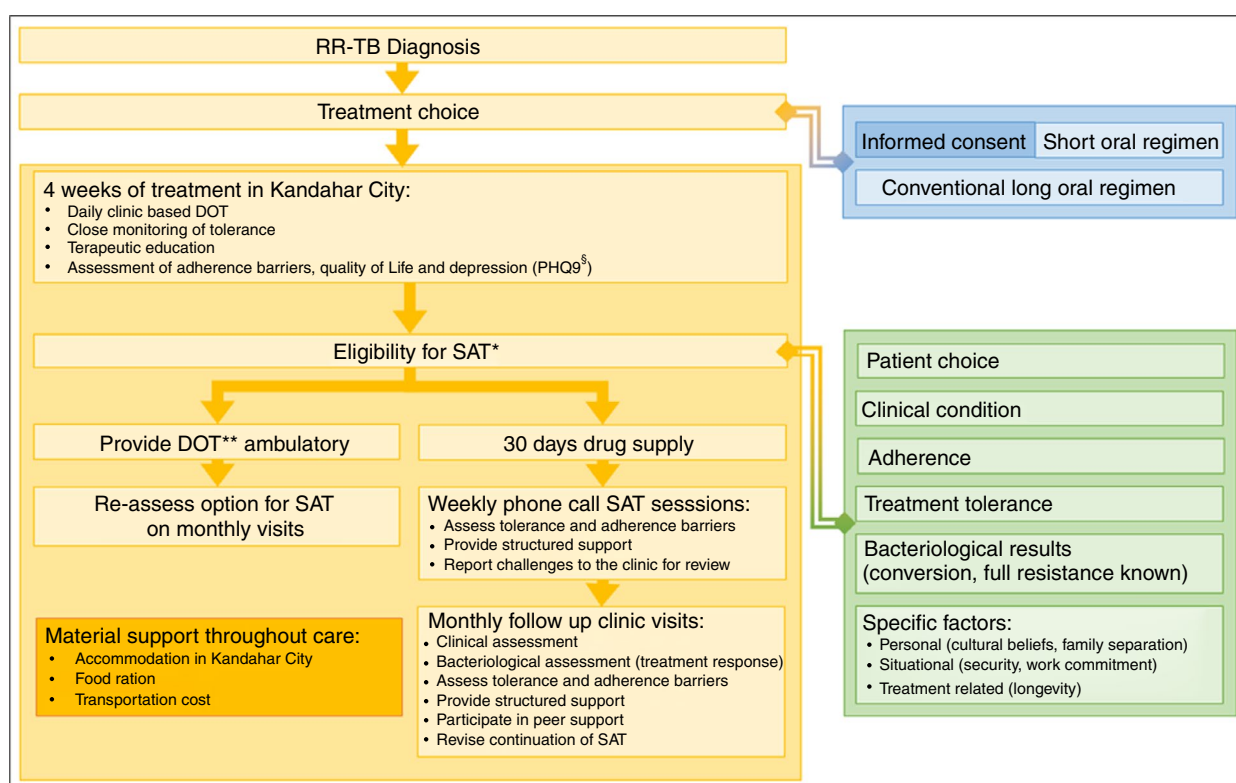 RR-TB Diagnosis
Treatment choice
Informed consent
Short oral regimen
Conventional long oral regimen
4 weeks of treatment in Kandahar City:
• Daily clinic based DOT
• Close monitoring of tolerance
• Terapeutic education
• Assessment of adherence barriers, quality of Life and depression (PHQ9§)
Eligibility for SAT*
Patient choice
Clinical condition
Adherence
Treatment tolerance
Bacteriological results
(conversion, full resistance known)
Specific factors:
• Personal (cultural beliefs, family separation)
• Situational (security, work commitment)
• Treatment related (longevity)
Provide DOT** ambulatory
Re-assess option for SAT
on monthly visits
30 days drug supply
Weekly phone call SAT sesssions:
• Assess tolerance and adherence barriers
• Provide structured support
• Report challenges to the clinic for review
Monthly follow up clinic visits:
• Clinical assessment
• Bacteriological assessment (treatment response)
• Assess tolerance and adherence barriers
• Provide structured support
• Participate in peer support
• Revise continuation of SAT
Material support throughout care:
• Accommodation in Kandahar City
• Food ration
• Transportation cost